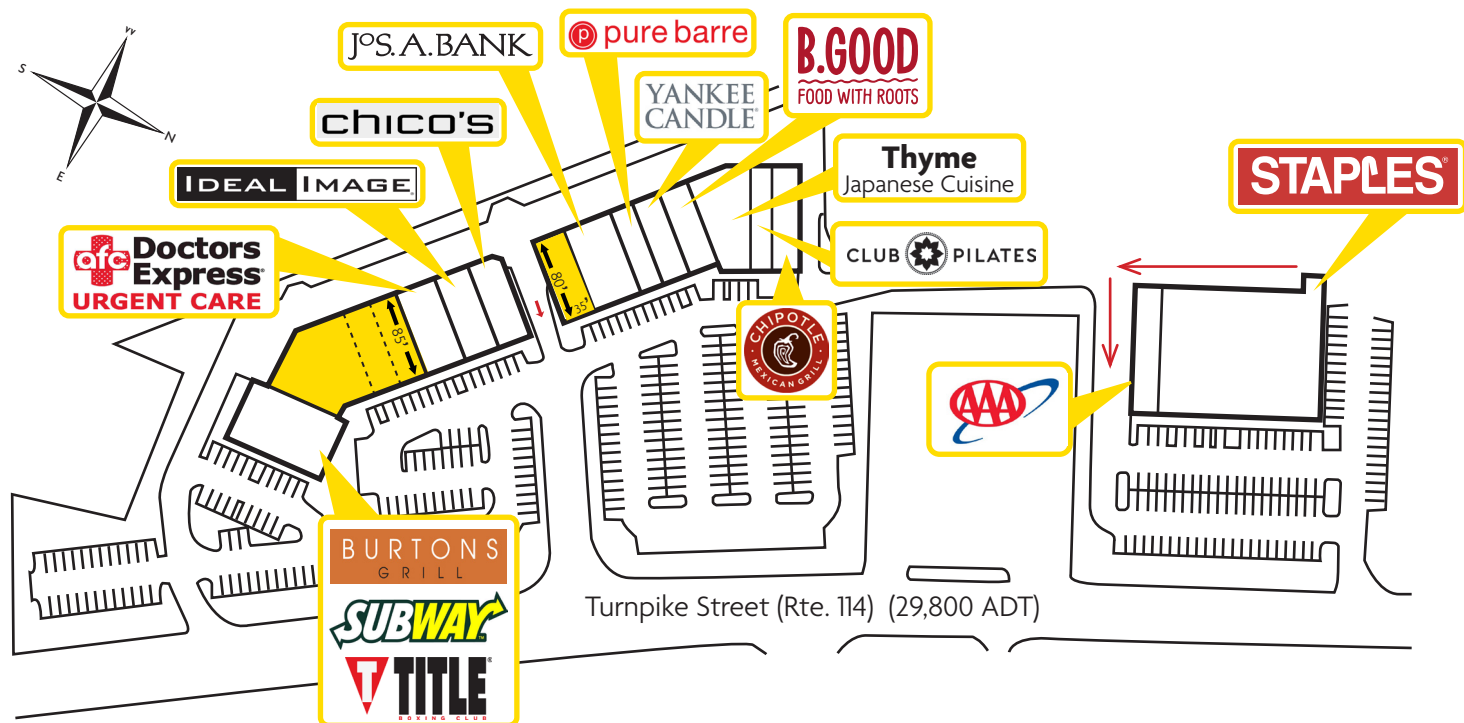 W
S
N
E
JOS. A. BANK
p pure barre
B.GOOD
FOOD WITH ROOTS
YANKEE
CANDLE®
chico's
IDEAL IMAGE®
Thyme
Japanese Cuisine
STAPLES®
afc Doctors
Express®
URGENT CARE
CLUB PILATES
80'
35'
85'
CHIPOTLE
MEXICAN GRILL
AAA
BURTONS
GRILL
SUBWAY™
T TITLE®
BOXING CLUB
Turnpike Street (Rte. 114) (29,800 ADT)